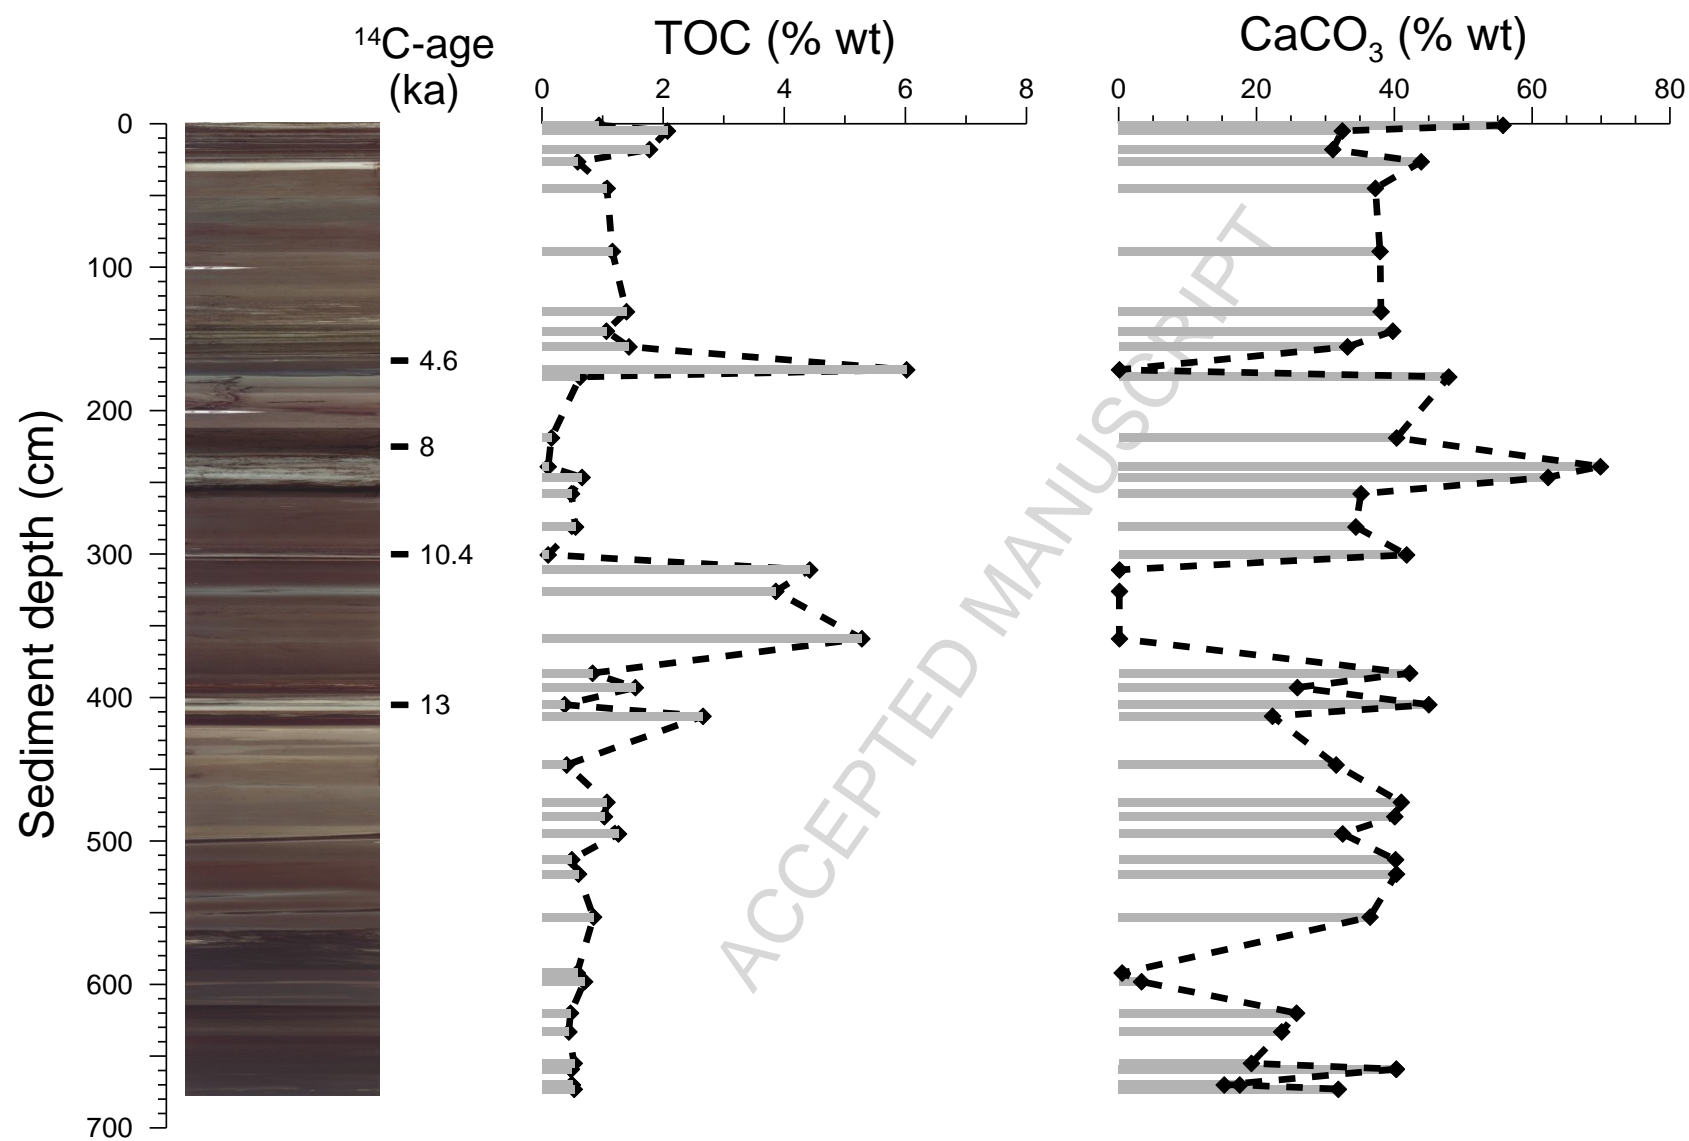 ¹⁴C-age
(ka)
TOC (% wt)
CaCO₃ (% wt)
0 2 4 6 8
0 20 40 60 80
0
100
200
300
400
500
600
700
Sediment depth (cm)
4.6
8
10.4
13
ACCEPTED MANUSCRIPT